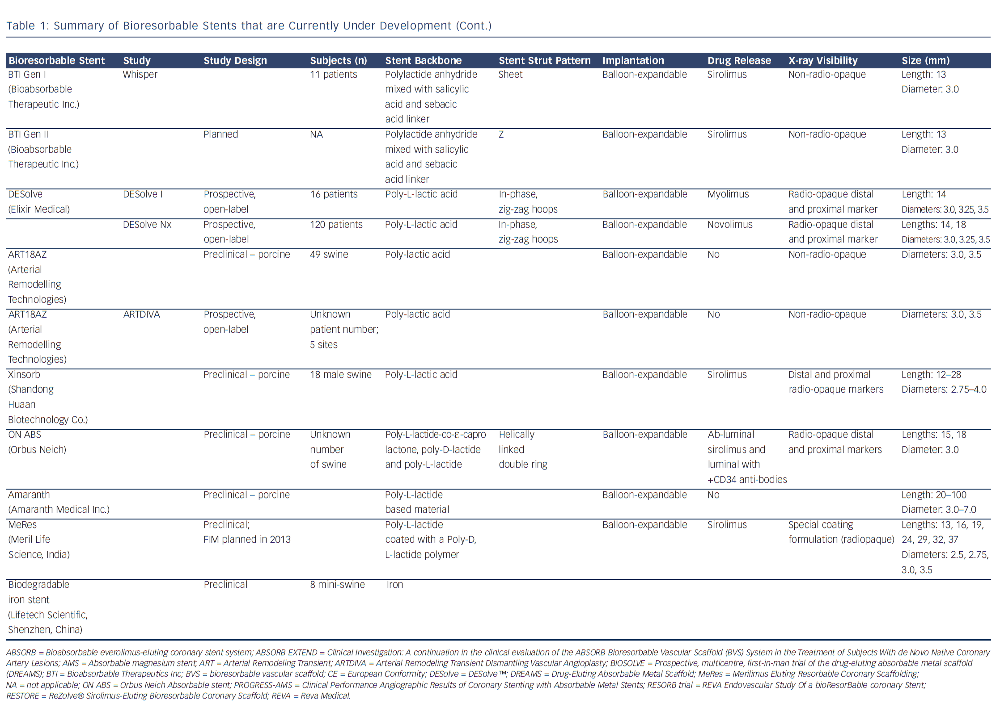 Table 1: Summary of Bioresorbable Stents that are Currently Under Development (Cont.)
Bioresorbable Stent Study Study Design Subjects (n) Stent Backbone Stent Strut Pattern Implantation Drug Release X-ray Visibility Size (mm)
BTI Gen I Whisper 11 patients Polylactide anhydride Sheet Balloon-expandable Sirolimus Non-radio-opaque Length: 13
(Bioabsorbable mixed with salicylic Diameter: 3.0
Therapeutic Inc.) acid and sebacic
acid linker
BTI Gen II Planned NA Polylactide anhydride Z Balloon-expandable Sirolimus Non-radio-opaque Length: 13
(Bioabsorbable mixed with salicylic Diameter: 3.0
Therapeutic Inc.) acid and sebacic
acid linker
DESolve DESolve I Prospective, 16 patients Poly-L-lactic acid In-phase, Balloon-expandable Myolimus Radio-opaque distal Length: 14
(Elixir Medical) open-label zig-zag hoops and proximal marker Diameters: 3.0, 3.25, 3.5
DESolve Nx Prospective, 120 patients Poly-L-lactic acid In-phase, Balloon-expandable Novolimus Radio-opaque distal Lengths: 14, 18
open-label zig-zag hoops and proximal marker Diameters: 3.0, 3.25, 3.5
ART18AZ Preclinical – porcine 49 swine Poly-lactic acid Balloon-expandable No Non-radio-opaque Diameters: 3.0, 3.5
(Arterial
Remodelling
Technologies)
ART18AZ ARTDIVA Prospective, Unknown Poly-lactic acid Balloon-expandable No Non-radio-opaque Diameters: 3.0, 3.5
(Arterial open-label patient number;
Remodelling 5 sites
Technologies)
Xinsorb Preclinical – porcine 18 male swine Poly-L-lactic acid Balloon-expandable Sirolimus Distal and proximal Length: 12–28
(Shandong radio-opaque markers Diameters: 2.75–4.0
Huaan
Biotechnology Co.)
ON ABS Preclinical – porcine Unknown Poly-L-lactide-co-ε-capro Helically Balloon-expandable Ab-luminal Radio-opaque distal Lengths: 15, 18
(Orbus Neich) number lactone, poly-D-lactide linked sirolimus and and proximal markers Diameter: 3.0
of swine and poly-L-lactide double ring luminal with
+CD34 anti-bodies
Amaranth Preclinical – porcine Poly-L-lactide Balloon-expandable No Length: 20–100
(Amaranth Medical Inc.) based material Diameter: 3.0–7.0
MeRes Preclinical; Poly-L-lactide Balloon-expandable Sirolimus Special coating Lengths: 13, 16, 19,
(Meril Life FIM planned in 2013 coated with a Poly-D, formulation (radiopaque) 24, 29, 32, 37
Science, India) L-lactide polymer Diameters: 2.5, 2.75,
3.0, 3.5
Biodegradable Preclinical 8 mini-swine Iron
iron stent
(Lifetech Scientific,
Shenzhen, China)
ABSORB = Bioabsorbable everolimus-eluting coronary stent system; ABSORB EXTEND = Clinical Investigation: A continuation in the clinical evaluation of the ABSORB Bioresorbable Vascular Scaffold (BVS) System in the Treatment of Subjects With de Novo Native Coronary
Artery Lesions; AMS = Absorbable magnesium stent; ART = Arterial Remodeling Transient; ARTDIVA = Arterial Remodeling Transient DIsmantling Vascular Angioplasty; BIOSOLVE = Prospective, multicentre, first-in-man trial of the drug-eluting absorbable metal scaffold
(DREAMS); BTI = Bioabsorbable Therapeutics Inc; BVS = bioresorbable vascular scaffold; CE = European Conformity; DESolve = DESolve™; DREAMS = Drug-Eluting Absorbable Metal Scaffold; MeRes = Merilimus Eluting Resorbable Coronary Scaffolding;
NA = not applicable; ON ABS = Orbus Neich Absorbable stent; PROGRESS-AMS = Clinical Performance Angiographic Results of Coronary Stenting with Absorbable Metal Stents; RESORB trial = REVA Endovascular Study Of a bioResorBable coronary Stent;
RESTORE = ReZolve® Sirolimus-Eluting Bioresorbable Coronary Scaffold; REVA = Reva Medical.